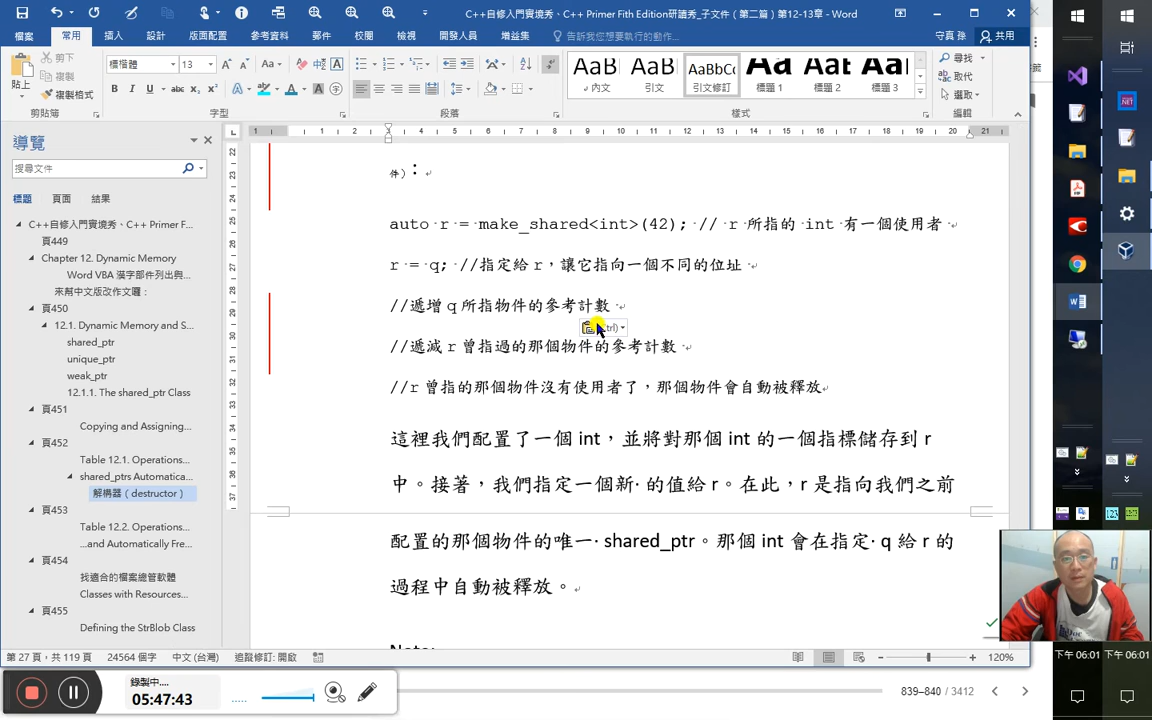 C++自修入門實境秀、C++ Primer Fith Edition研讀秀_子文件（第二篇）第12-13章 - Word
檔案 常用 插入 設計 版面配置 參考資料 郵件 校閱 檢視 開發人員 增益集 告訴我您想要執行的動作... 守真 孫 共用
貼上 剪下 複製 複製格式 剪貼簿
標楷體 13 字型
段落
AaB 內文
AaB 引文
AaBbCc 引文修訂
AaB 標題 1
AaBb 標題 2
AaB 標題 3
樣式
尋找 取代 選取 編輯
導覽
搜尋文件
標題 頁面 結果
C++自修入門實境秀、C++ Primer F...
頁449
Chapter 12. Dynamic Memory
Word VBA 漢字部件列出與...
來幫中文版改作文囉：
頁450
12.1. Dynamic Memory and S...
shared_ptr
unique_ptr
weak_ptr
12.1.1. The shared_ptr Class
頁451
Copying and Assigning...
頁452
Table 12.1. Operations...
shared_ptrs Automatica...
解構器（destructor）
頁453
Table 12.2. Operations...
...and Automatically Fre...
頁454
找適合的檔案總管軟體
Classes with Resources...
頁455
Defining the StrBlob Class
件）：
auto r = make_shared<int>(42); // r 所指的 int 有一個使用者
r = q; //指定給 r，讓它指向一個不同的位址
//遞增 q 所指物件的參考計數
//遞減 r 曾指過的那個物件的參考計數
//r 曾指的那個物件沒有使用者了，那個物件會自動被釋放
這裡我們配置了一個 int，並將對那個 int 的一個指標儲存到 r
中。接著，我們指定一個新 的值給 r。在此，r 是指向我們之前
配置的那個物件的唯一 shared_ptr。那個 int 會在指定 q 給 r 的
過程中自動被釋放。
第 27 頁，共 119 頁 24564 個字 中文 (台灣) 追蹤修訂: 開啟 120%
錄製中....
05:47:43
839–840 / 3412
下午 06:01 下午 06:01